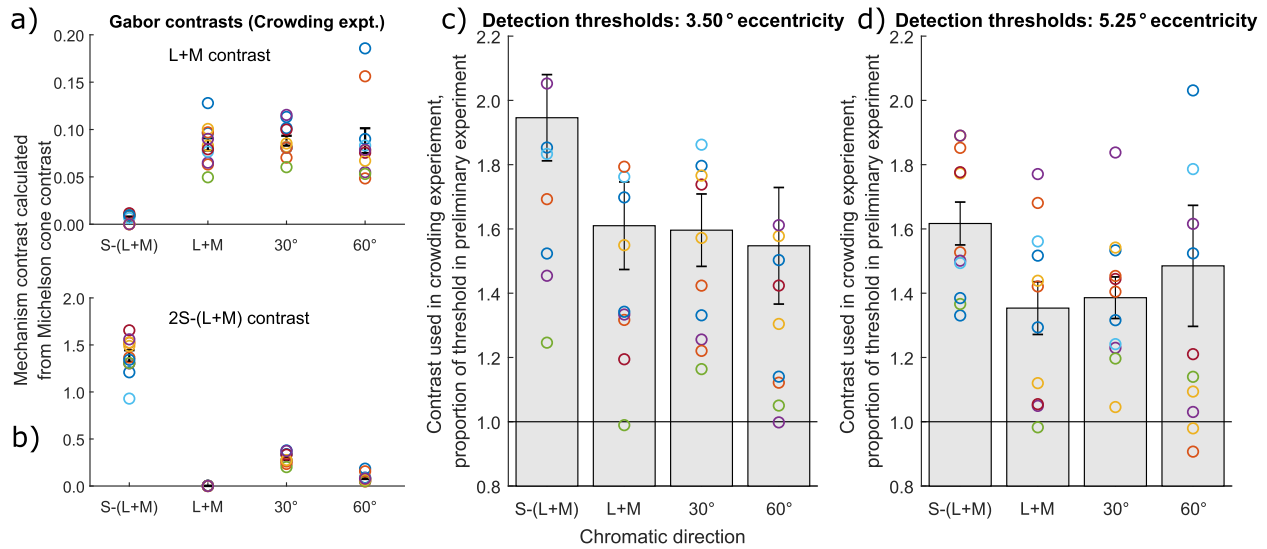 a)
Gabor contrasts (Crowding expt.)
L+M contrast
0.20
0.15
0.10
0.05
0.00
S-(L+M) L+M 30° 60°
Mechanism contrast calculated
from Michelson cone contrast
b)
2S-(L+M) contrast
2.0
1.5
1.0
0.5
0.0
S-(L+M) L+M 30° 60°
c) Detection thresholds: 3.50° eccentricity
Contrast used in crowding experiement,
proportion of threshold in preliminary experiment
2.2
2.0
1.8
1.6
1.4
1.2
1.0
0.8
S-(L+M) L+M 30° 60°
Chromatic direction
d) Detection thresholds: 5.25° eccentricity
Contrast used in crowding experiement,
proportion of threshold in preliminary experiment
2.2
2.0
1.8
1.6
1.4
1.2
1.0
0.8
S-(L+M) L+M 30° 60°